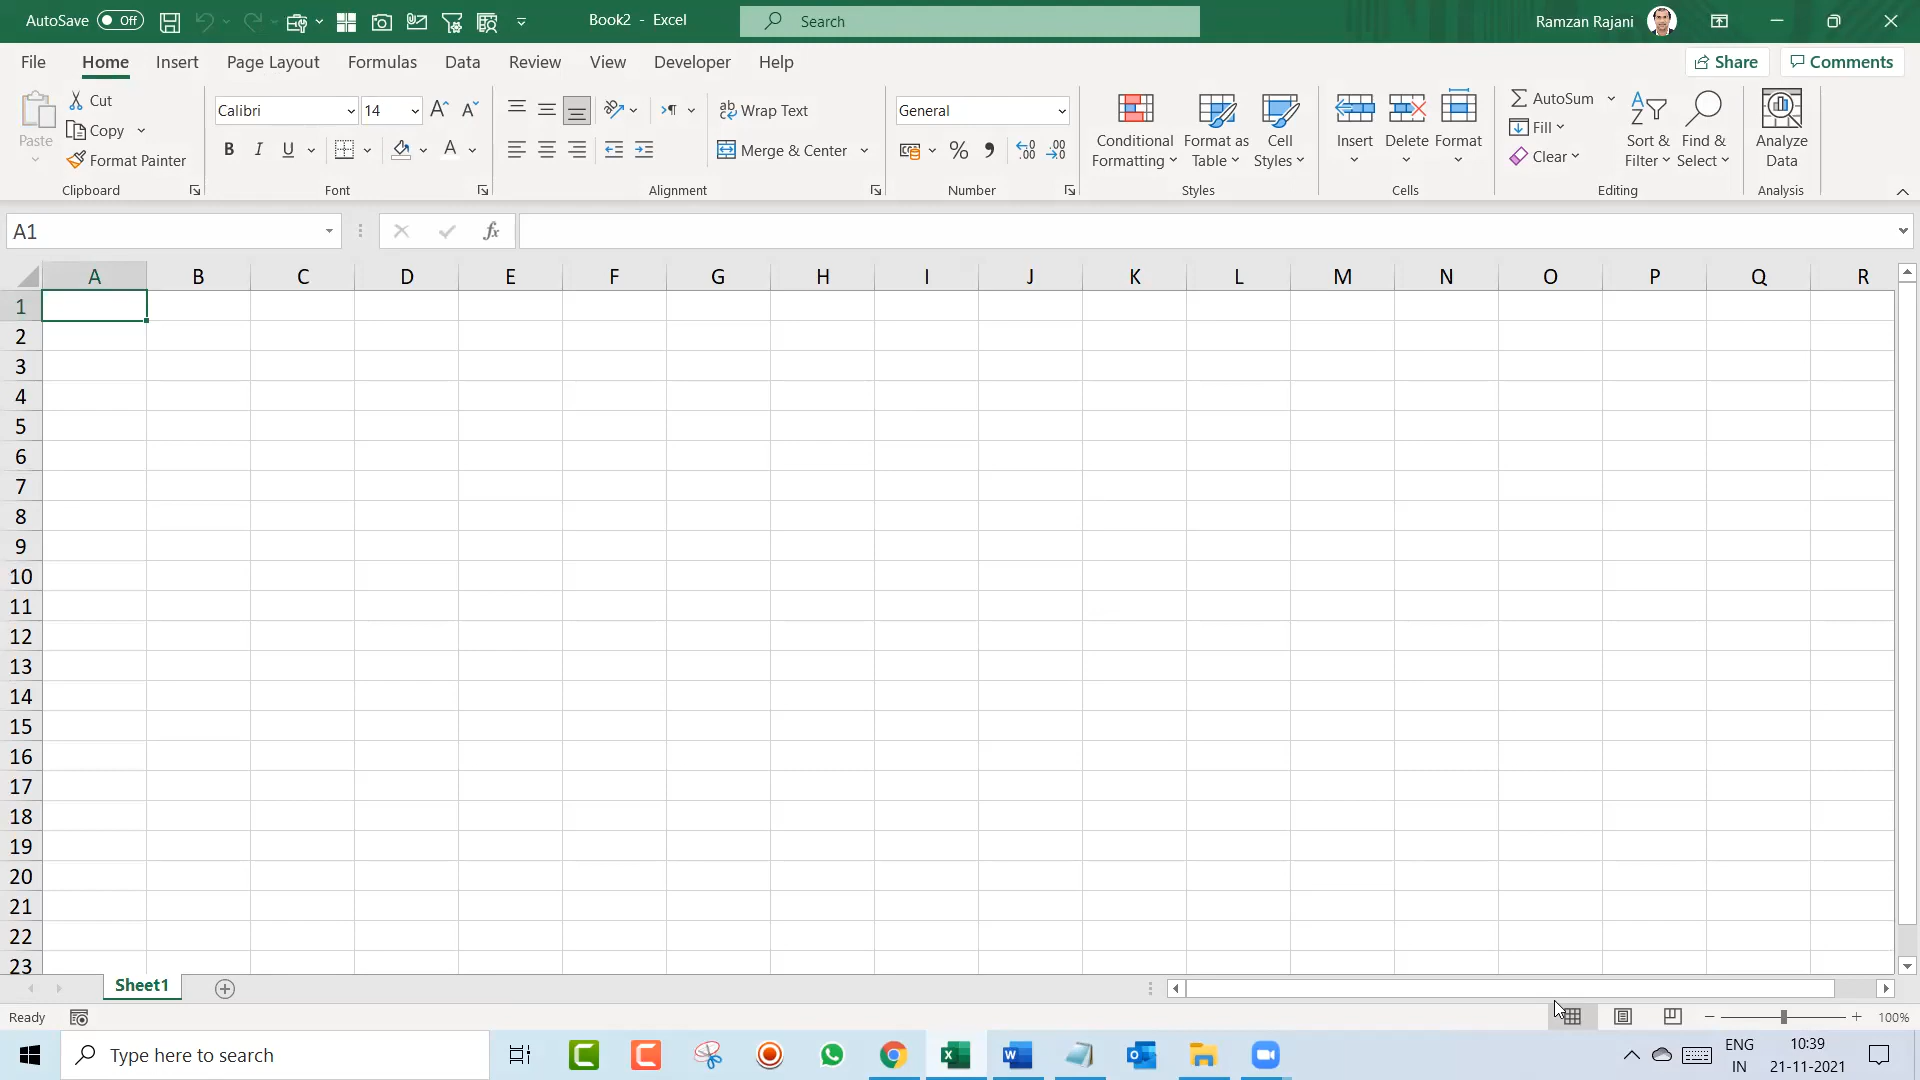 AutoSave Off Book2 - Excel Search Ramzan Rajani
File Home Insert Page Layout Formulas Data Review View Developer Help Share Comments
Paste Cut Copy Format Painter
Clipboard
Calibri 14
B I U A
Font
ab Wrap Text
Merge & Center
Alignment
General
% 9 .00 .00
Number
Conditional Formatting Format as Table Cell Styles
Styles
Insert Delete Format
Cells
AutoSum
Fill
Clear
Sort & Filter Find & Select
Editing
Analyze Data
Analysis
A1 fx
A B C D E F G H I J K L M N O P Q R
1
2
3
4
5
6
7
8
9
10
11
12
13
14
15
16
17
18
19
20
21
22
23
Sheet1
Ready 100%
Type here to search
ENG IN
10:39
21-11-2021